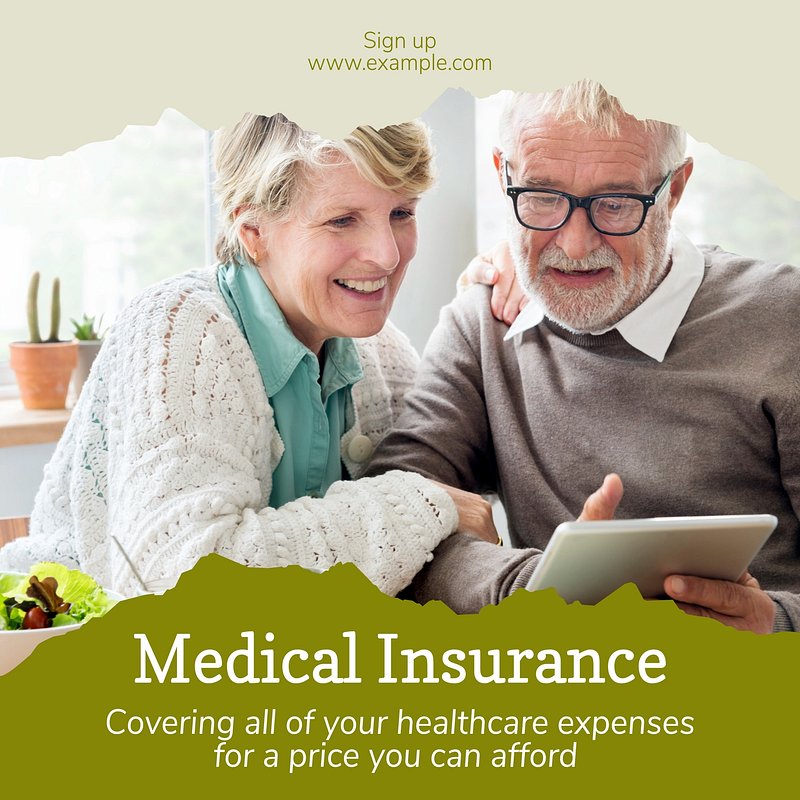 Sign up
www.example.com
Medical Insurance
Covering all of your healthcare expenses
for a price you can afford